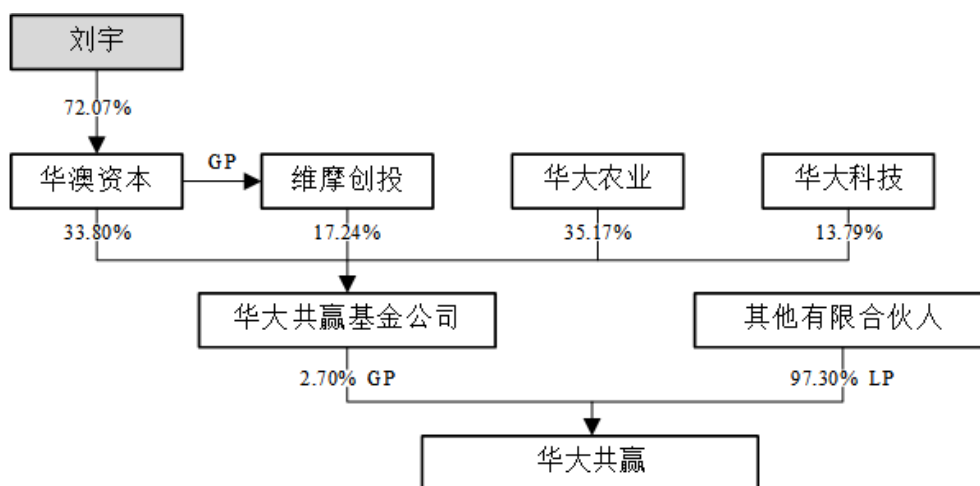 刘宇
72.07%
GP
华澳资本
维摩创投
华大农业
华大科技
33.80%
17.24%
35.17%
13.79%
华大共赢基金公司
其他有限合伙人
2.70% GP
97.30% LP
华大共赢